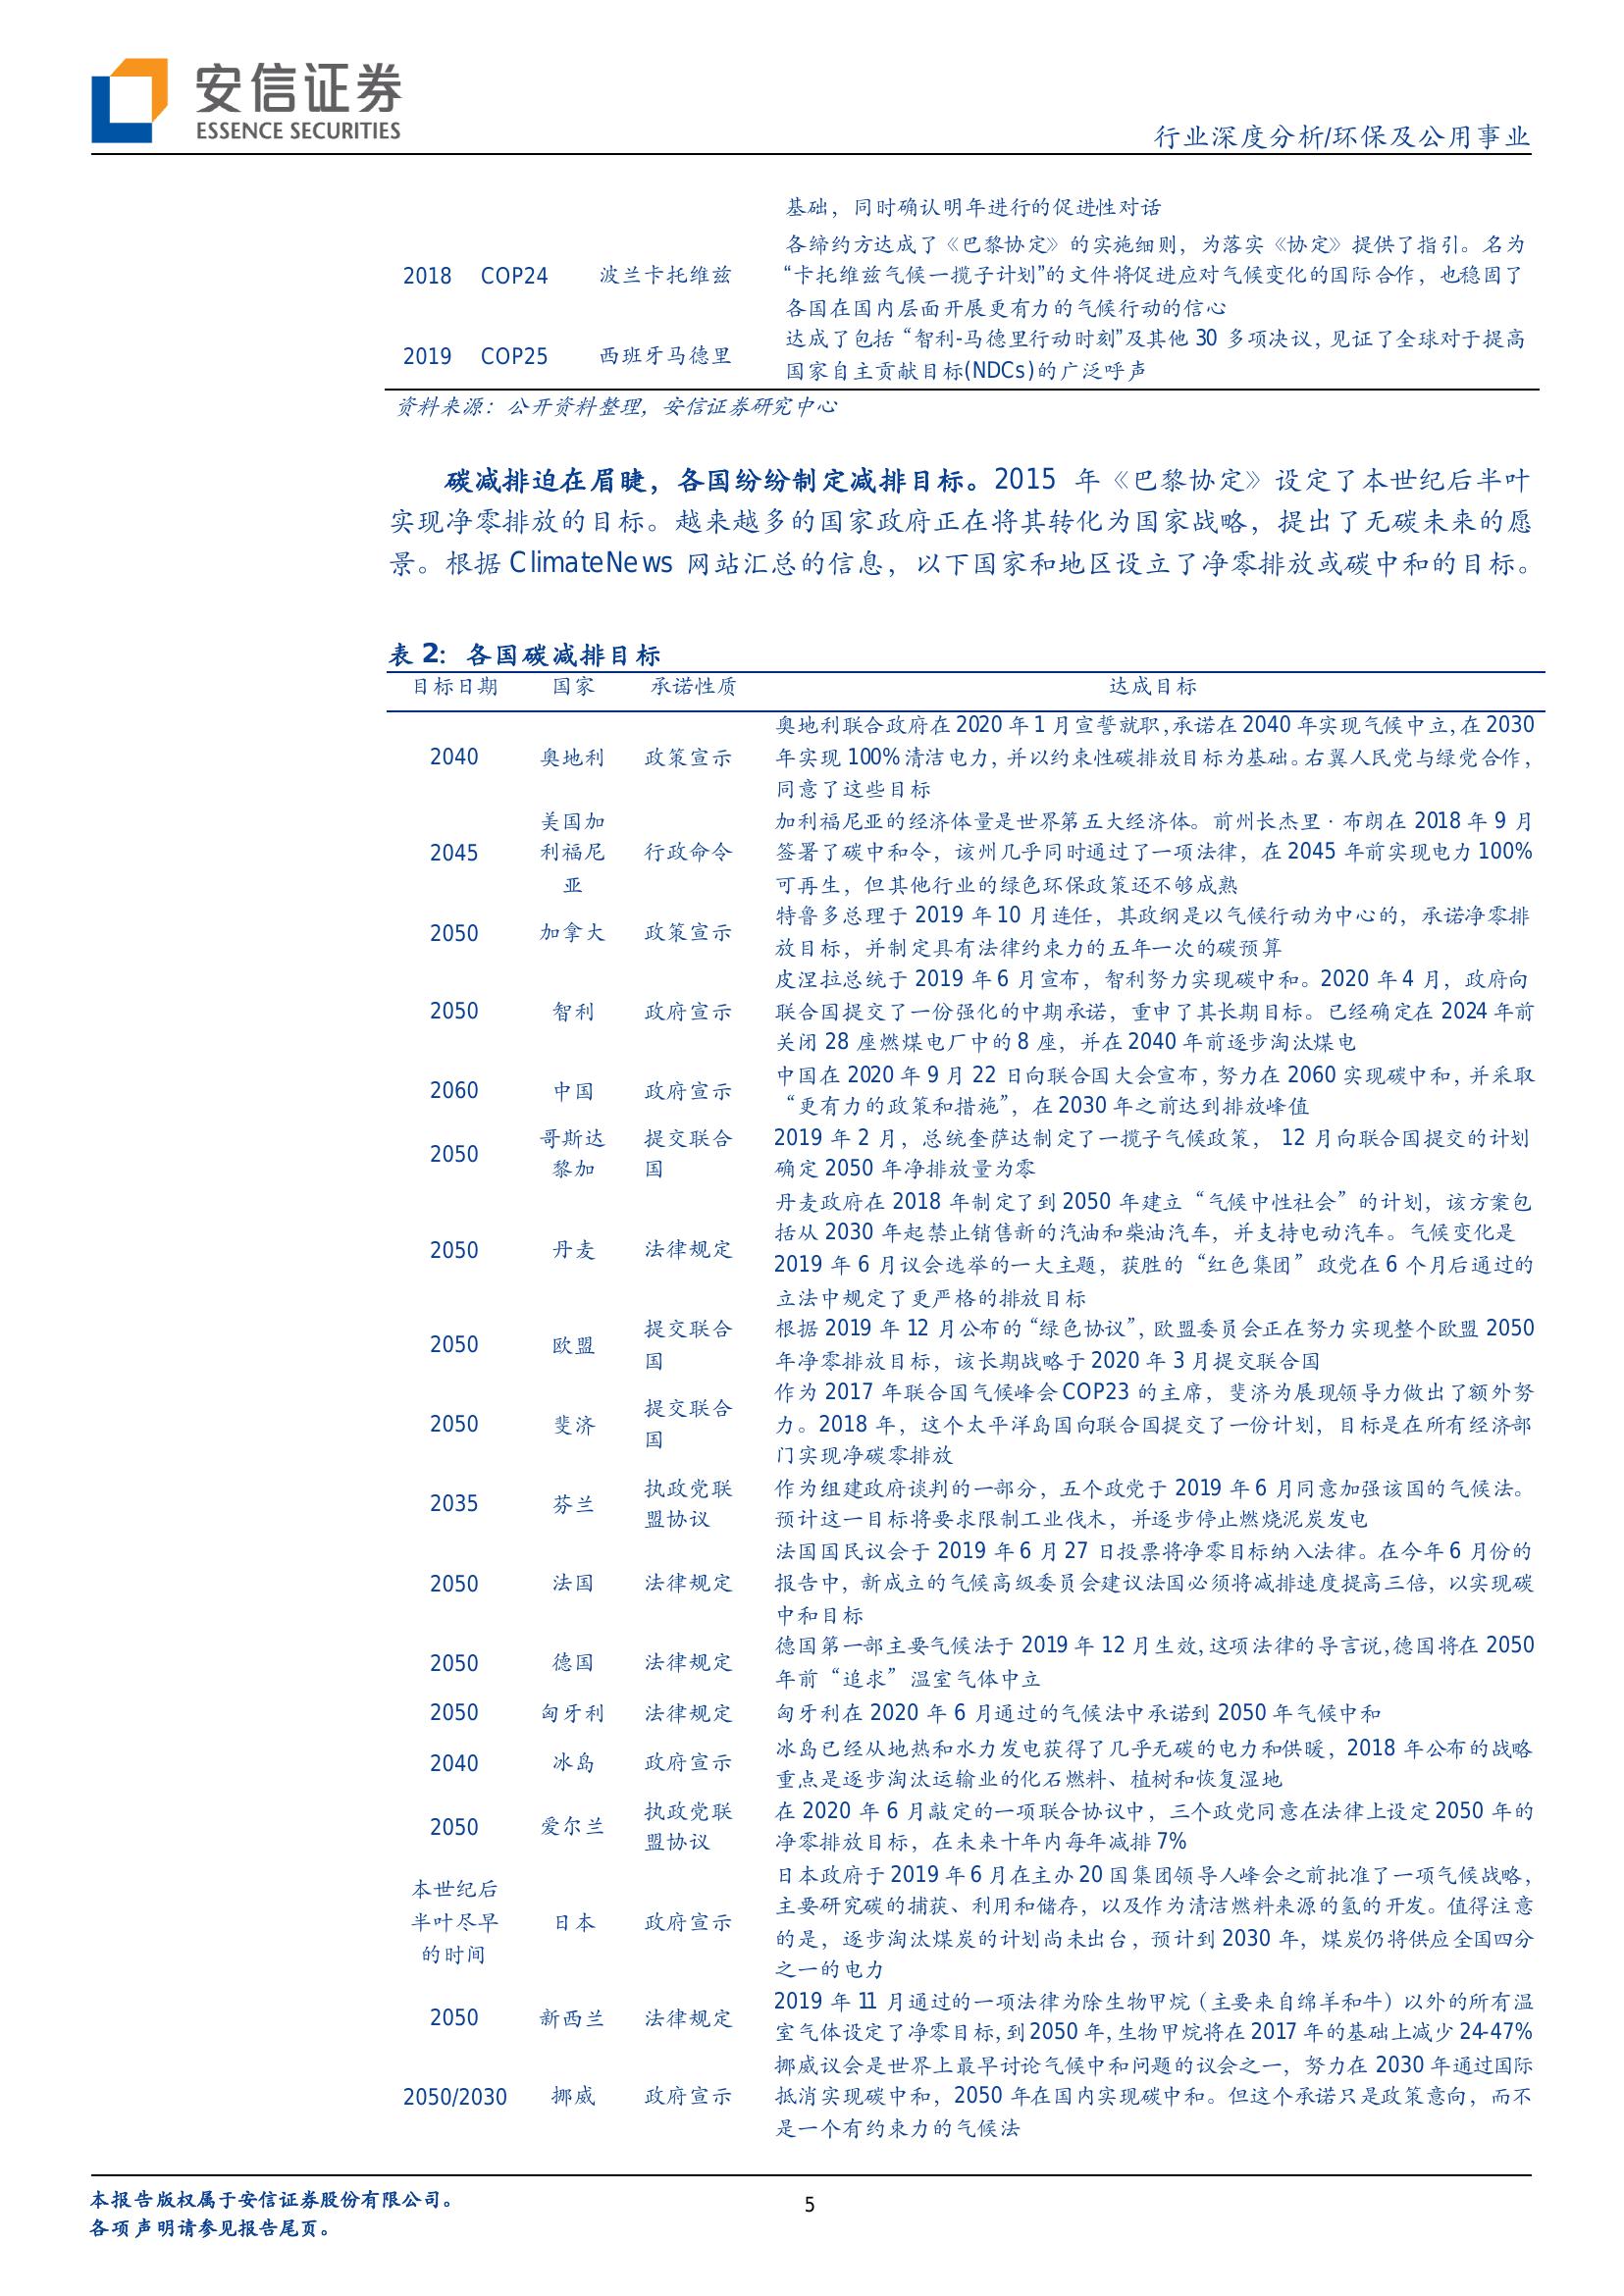 安信证券
ESSENCE SECURITIES
行业深度分析/环保及公用事业
基础，同时确认明年进行的促进性对话
2018 COP24 波兰卡托维兹
各缔约方达成了《巴黎协定》的实施细则，为落实《协定》提供了指引。名为
“卡托维兹气候一揽子计划”的文件将促进应对气候变化的国际合作，也稳固了
各国在国内层面开展更有力的气候行动的信心
2019 COP25 西班牙马德里
达成了包括“智利-马德里行动时刻”及其他 30 多项决议，见证了全球对于提高
国家自主贡献目标(NDCs)的广泛呼声
资料来源：公开资料整理，安信证券研究中心
碳减排迫在眉睫，各国纷纷制定减排目标。2015 年《巴黎协定》设定了本世纪后半叶
实现净零排放的目标。越来越多的国家政府正在将其转化为国家战略，提出了无碳未来的愿
景。根据 ClimateNews 网站汇总的信息，以下国家和地区设立了净零排放或碳中和的目标。
表 2：各国碳减排目标
目标日期 国家 承诺性质 达成目标
2040 奥地利 政策宣示
奥地利联合政府在 2020 年 1 月宣誓就职,承诺在 2040 年实现气候中立,在 2030
年实现 100%清洁电力，并以约束性碳排放目标为基础。右翼人民党与绿党合作，
同意了这些目标
2045
美国加
利福尼
亚
行政命令
加利福尼亚的经济体量是世界第五大经济体。前州长杰里·布朗在 2018 年 9 月
签署了碳中和令，该州几乎同时通过了一项法律，在 2045 年前实现电力 100%
可再生，但其他行业的绿色环保政策还不够成熟
2050 加拿大 政策宣示
特鲁多总理于 2019 年 10 月连任，其政纲是以气候行动为中心的，承诺净零排
放目标，并制定具有法律约束力的五年一次的碳预算
2050 智利 政府宣示
皮涅拉总统于 2019 年 6 月宣布，智利努力实现碳中和。2020 年 4 月，政府向
联合国提交了一份强化的中期承诺，重申了其长期目标。已经确定在 2024 年前
关闭 28 座燃煤电厂中的 8 座，并在 2040 年前逐步淘汰煤电
2060 中国 政府宣示
中国在 2020 年 9 月 22 日向联合国大会宣布，努力在 2060 实现碳中和，并采取
“更有力的政策和措施”，在 2030 年之前达到排放峰值
2050
哥斯达
黎加
提交联合
国
2019 年 2 月，总统奎萨达制定了一揽子气候政策， 12 月向联合国提交的计划
确定 2050 年净排放量为零
2050 丹麦 法律规定
丹麦政府在 2018 年制定了到 2050 年建立“气候中性社会”的计划，该方案包
括从 2030 年起禁止销售新的汽油和柴油汽车，并支持电动汽车。气候变化是
2019 年 6 月议会选举的一大主题，获胜的“红色集团”政党在 6 个月后通过的
立法中规定了更严格的排放目标
2050 欧盟
提交联合
国
根据 2019 年 12 月公布的“绿色协议”，欧盟委员会正在努力实现整个欧盟 2050
年净零排放目标，该长期战略于 2020 年 3 月提交联合国
2050 斐济
提交联合
国
作为 2017 年联合国气候峰会 COP23 的主席，斐济为展现领导力做出了额外努
力。2018 年，这个太平洋岛国向联合国提交了一份计划，目标是在所有经济部
门实现净碳零排放
2035 芬兰
执政党联
盟协议
作为组建政府谈判的一部分，五个政党于 2019 年 6 月同意加强该国的气候法。
预计这一目标将要求限制工业伐木，并逐步停止燃烧泥炭发电
2050 法国 法律规定
法国国民议会于 2019 年 6 月 27 日投票将净零目标纳入法律。在今年 6 月份的
报告中，新成立的气候高级委员会建议法国必须将减排速度提高三倍，以实现碳
中和目标
2050 德国 法律规定
德国第一部主要气候法于 2019 年 12 月生效,这项法律的导言说,德国将在 2050
年前“追求”温室气体中立
2050 匈牙利 法律规定 匈牙利在 2020 年 6 月通过的气候法中承诺到 2050 年气候中和
2040 冰岛 政府宣示
冰岛已经从地热和水力发电获得了几乎无碳的电力和供暖，2018 年公布的战略
重点是逐步淘汰运输业的化石燃料、植树和恢复湿地
2050 爱尔兰
执政党联
盟协议
在 2020 年 6 月敲定的一项联合协议中，三个政党同意在法律上设定 2050 年的
净零排放目标，在未来十年内每年减排 7%
本世纪后
半叶尽早
的时间
日本 政府宣示
日本政府于 2019 年 6 月在主办 20 国集团领导人峰会之前批准了一项气候战略，
主要研究碳的捕获、利用和储存，以及作为清洁燃料来源的氢的开发。值得注意
的是，逐步淘汰煤炭的计划尚未出台，预计到 2030 年，煤炭仍将供应全国四分
之一的电力
2050 新西兰 法律规定
2019 年 11 月通过的一项法律为除生物甲烷（主要来自绵羊和牛）以外的所有温
室气体设定了净零目标,到 2050 年,生物甲烷将在 2017 年的基础上减少 24-47%
2050/2030 挪威 政府宣示
挪威议会是世界上最早讨论气候中和问题的议会之一，努力在 2030 年通过国际
抵消实现碳中和，2050 年在国内实现碳中和。但这个承诺只是政策意向，而不
是一个有约束力的气候法
本报告版权属于安信证券股份有限公司。
各项声明请参见报告尾页。
5